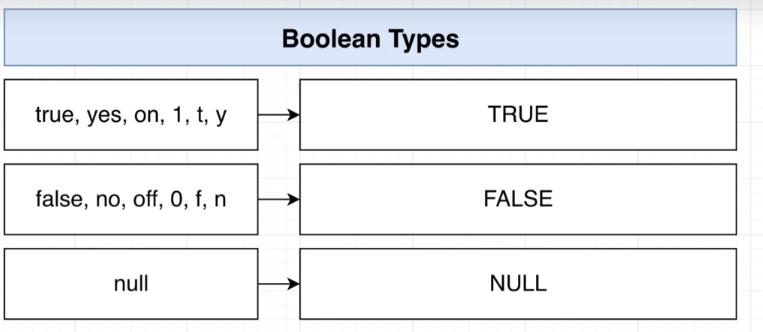 Boolean Types
true, yes, on, 1, t, y
TRUE
false, no, off, 0, f, n
FALSE
null
NULL